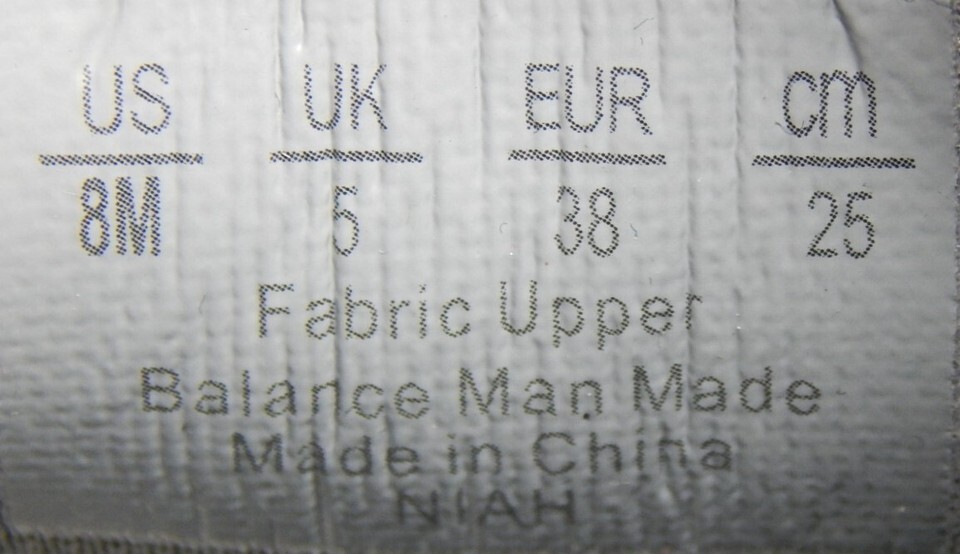 US UK EUR cm
8M 5 38 25
Fabric Upper
Balance Man Made
Made in China
NIAH